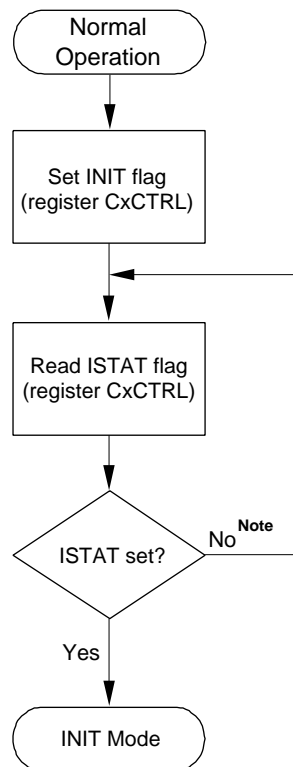 Normal
Operation
Set INIT flag
(register CxCTRL)
Read ISTAT flag
(register CxCTRL)
ISTAT set?
No Note
Yes
INIT Mode